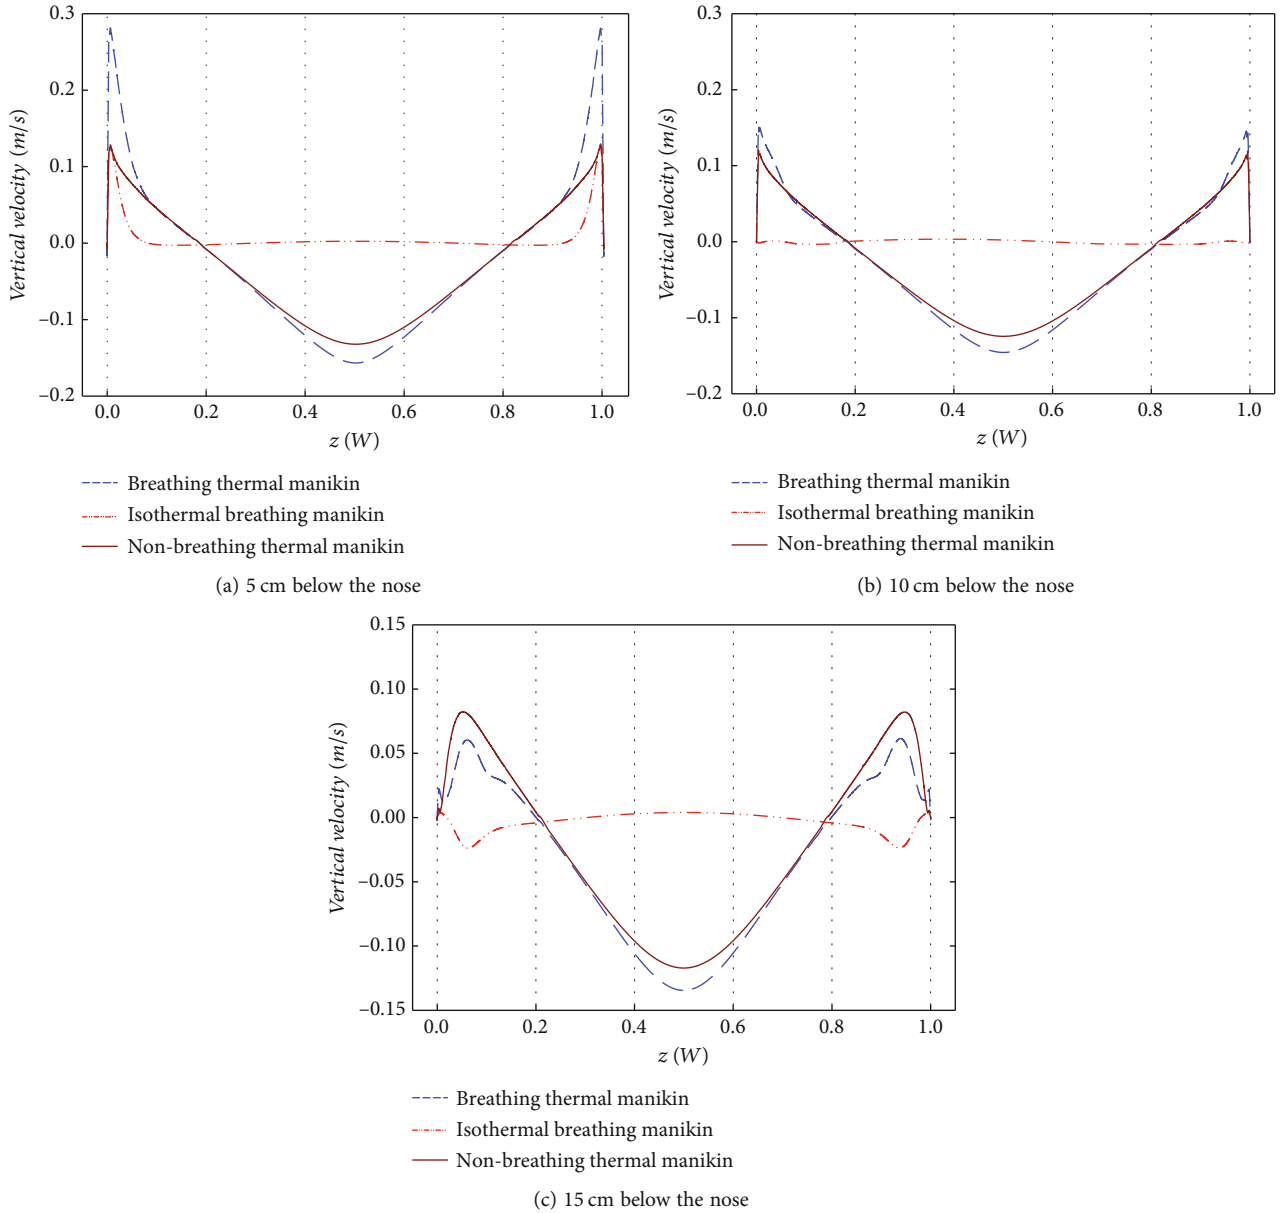 Vertical velocity (m/s)
0.3
0.2
0.1
0.0
−0.1
−0.2
0.0 0.2 0.4 0.6 0.8 1.0
z (W)
Breathing thermal manikin
Isothermal breathing manikin
Non-breathing thermal manikin
(a) 5 cm below the nose
Vertical velocity (m/s)
0.3
0.2
0.1
0.0
−0.1
−0.2
0.0 0.2 0.4 0.6 0.8 1.0
z (W)
Breathing thermal manikin
Isothermal breathing manikin
Non-breathing thermal manikin
(b) 10 cm below the nose
Vertical velocity (m/s)
0.15
0.10
0.05
0.00
−0.05
−0.10
−0.15
0.0 0.2 0.4 0.6 0.8 1.0
z (W)
Breathing thermal manikin
Isothermal breathing manikin
Non-breathing thermal manikin
(c) 15 cm below the nose